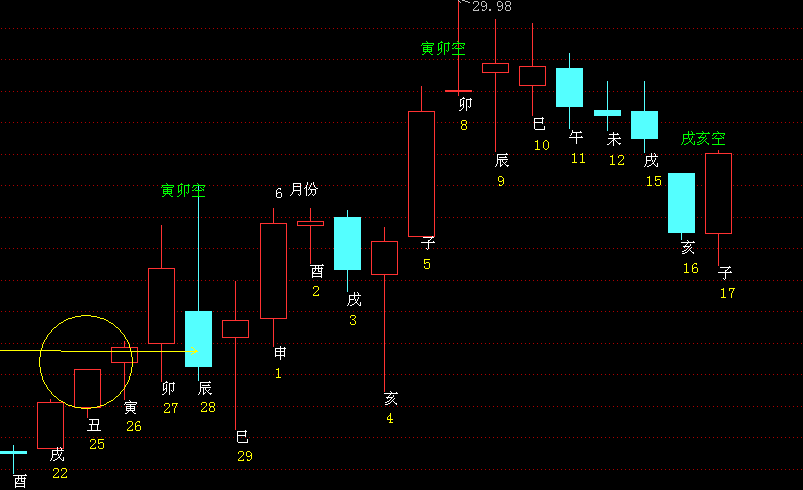 29.98
寅卯空
卯
8
辰
9
巳
10
午
11
未
12
戌
15
戌亥空
亥
16
子
17
寅卯空
6 月份
酉
2
戌
3
子
5
申
1
亥
4
卯
27
辰
28
巳
29
寅
26
丑
25
戌
22
酉